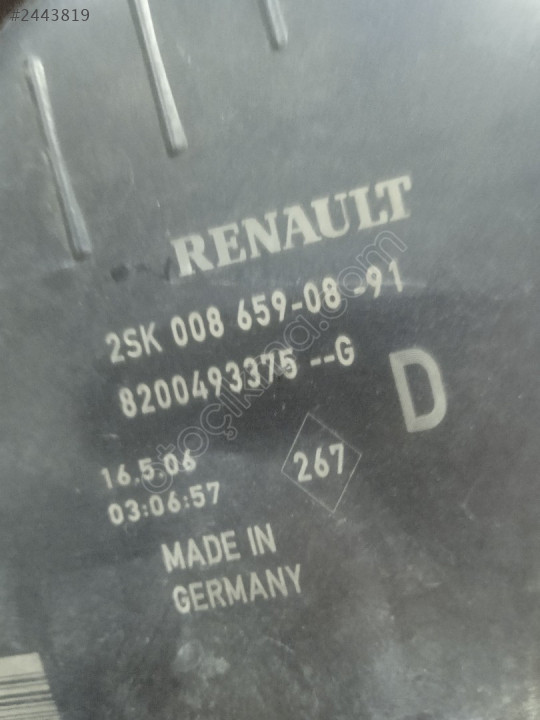 #2443819
RENAULT
2SK 008 659-08 -91
8200493375 --G
D
16.5.06
267
03:06:57
MADE IN
GERMANY